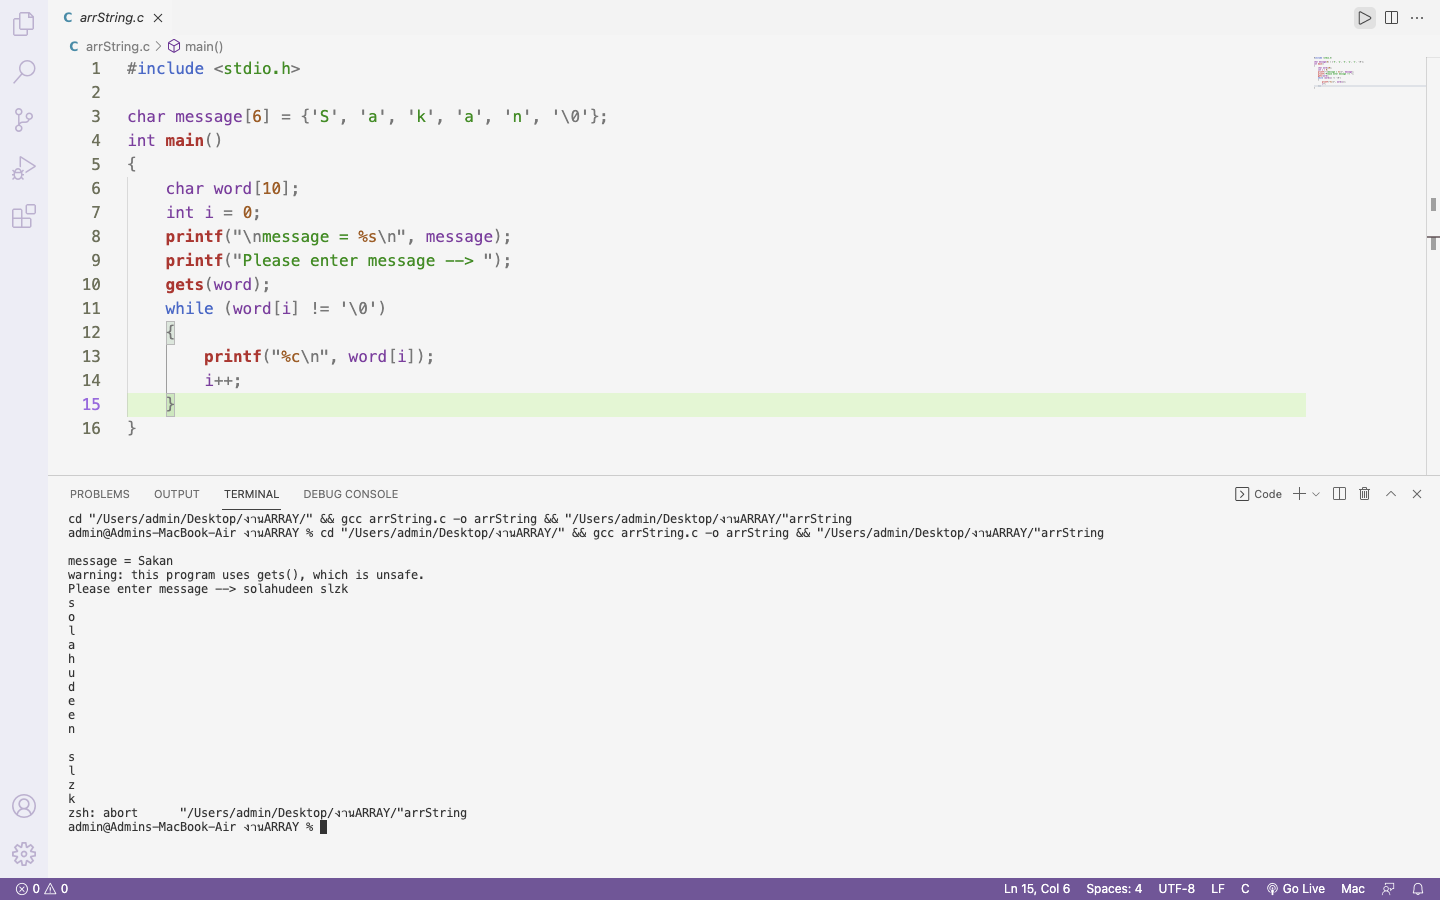 arrString.c
arrString.c > main()
1 #include <stdio.h>
2
3 char message[6] = {'S', 'a', 'k', 'a', 'n', '\0'};
4 int main()
5 {
6 char word[10];
7 int i = 0;
8 printf("\nmessage = %s\n", message);
9 printf("Please enter message --> ");
10 gets(word);
11 while (word[i] != '\0')
12 {
13 printf("%c\n", word[i]);
14 i++;
15 }
16 }
PROBLEMS OUTPUT TERMINAL DEBUG CONSOLE Code
cd "/Users/admin/Desktop/งานARRAY/" && gcc arrString.c -o arrString && "/Users/admin/Desktop/งานARRAY/"arrString
admin@Admins-MacBook-Air งานARRAY % cd "/Users/admin/Desktop/งานARRAY/" && gcc arrString.c -o arrString && "/Users/admin/Desktop/งานARRAY/"arrString
message = Sakan
warning: this program uses gets(), which is unsafe.
Please enter message --> solahudeen slzk
s
o
l
a
h
u
d
e
e
n
s
l
z
k
zsh: abort "/Users/admin/Desktop/งานARRAY/"arrString
admin@Admins-MacBook-Air งานARRAY %
0 0 Ln 15, Col 6 Spaces: 4 UTF-8 LF C Go Live Mac